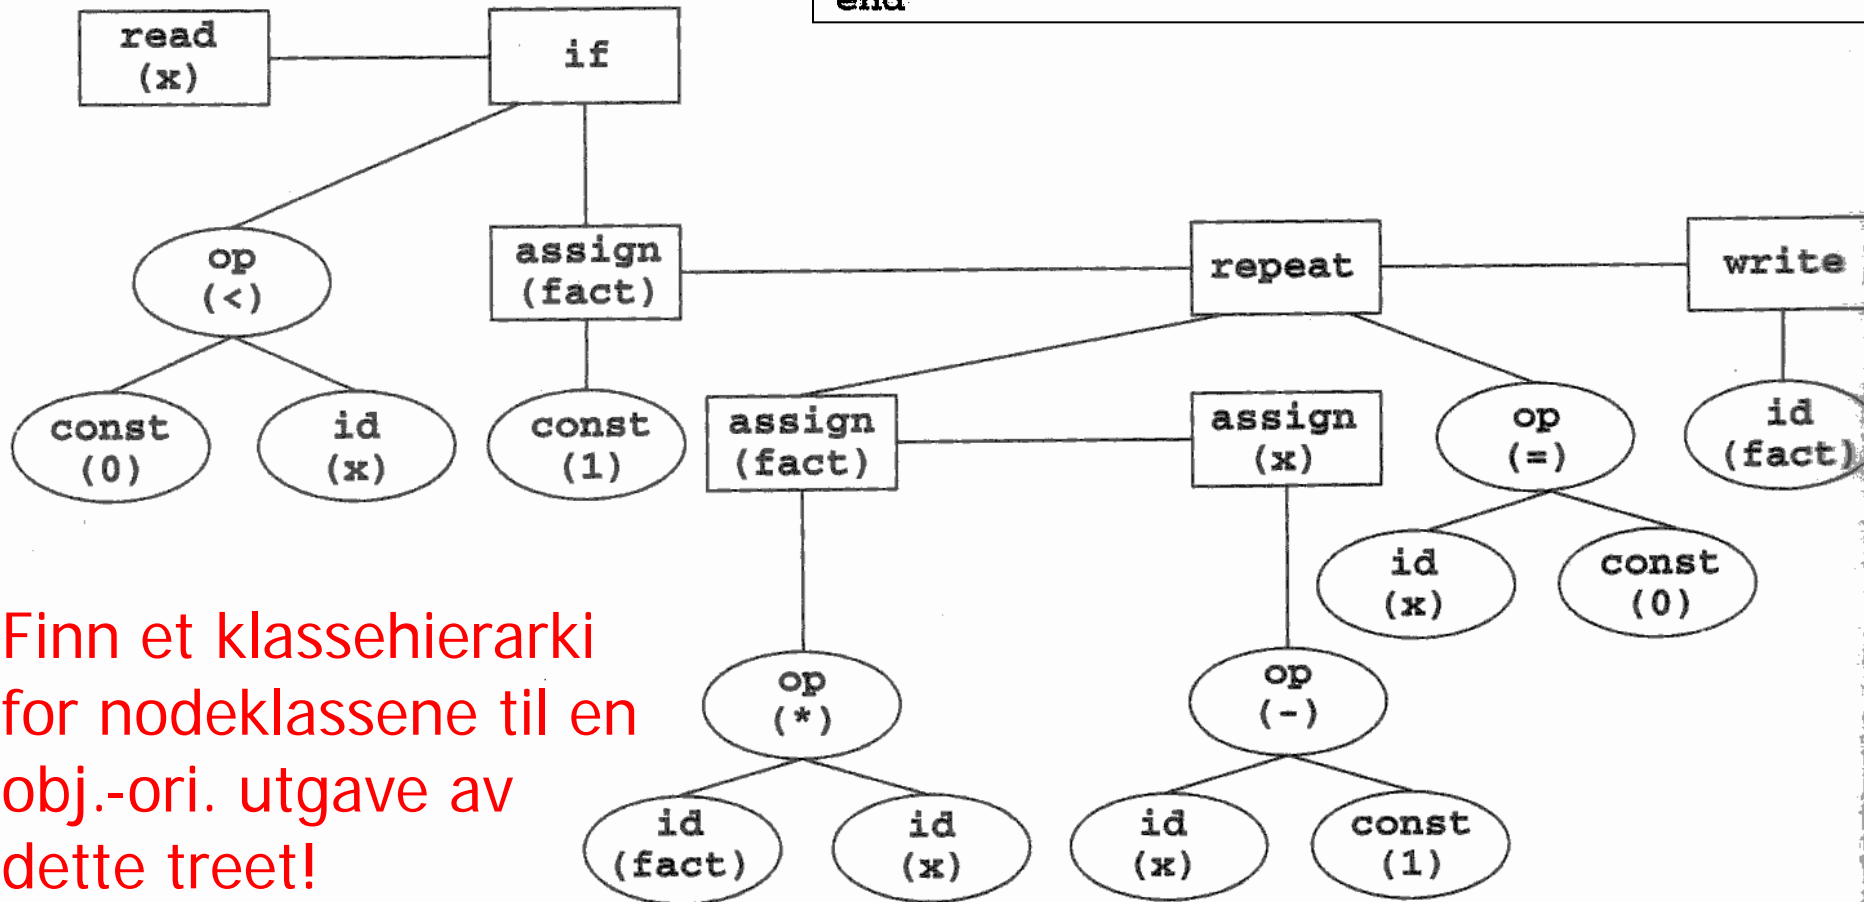 end
read
(x)
if
op
(<)
assign
(fact)
repeat
write
const
(0)
id
(x)
const
(1)
assign
(fact)
assign
(x)
op
(=)
id
(fact)
id
(x)
const
(0)
op
(*)
op
(-)
id
(fact)
id
(x)
id
(x)
const
(1)
Finn et klassehierarki
for nodeklassene til en
obj.-ori. utgave av
dette treet!